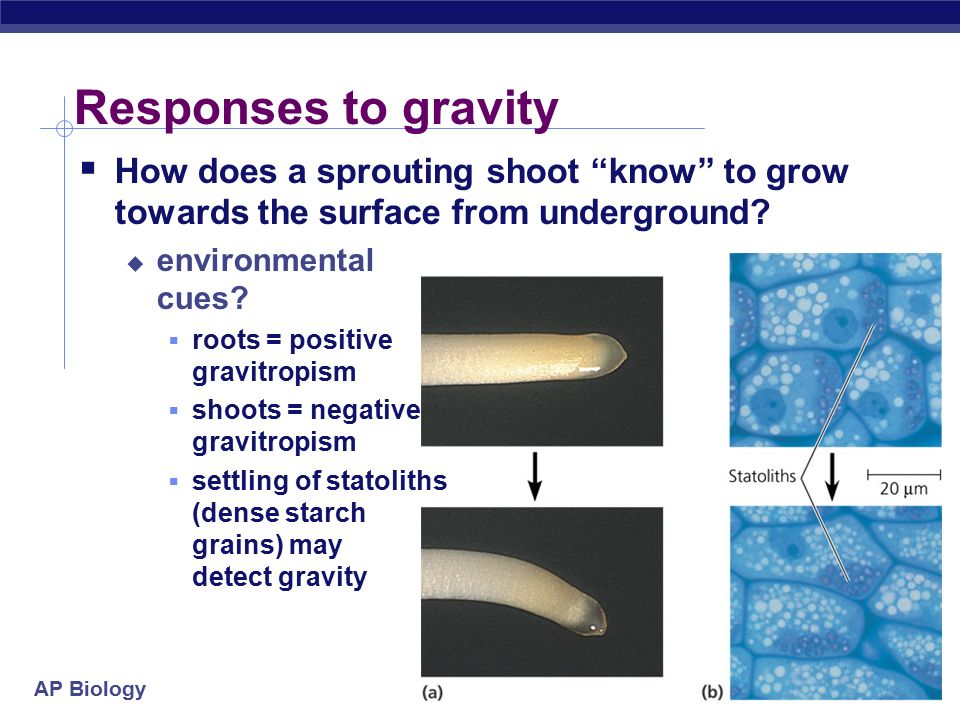 Responses to gravity
How does a sprouting shoot “know” to grow
towards the surface from underground?
environmental
cues?
roots = positive
gravitropism
shoots = negative
gravitropism
settling of statoliths
(dense starch
grains) may
detect gravity
Statoliths
20 μm
(a)
(b)
AP Biology